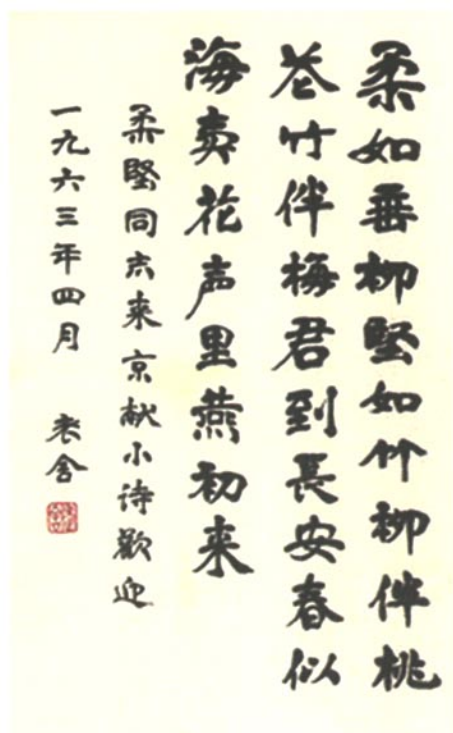 柔如垂柳堅如竹柳伴桃
花竹伴梅君到長安春似
海賣花声里燕初来
柔堅同志来京献小诗歡迎
一九六三年四月 老舍